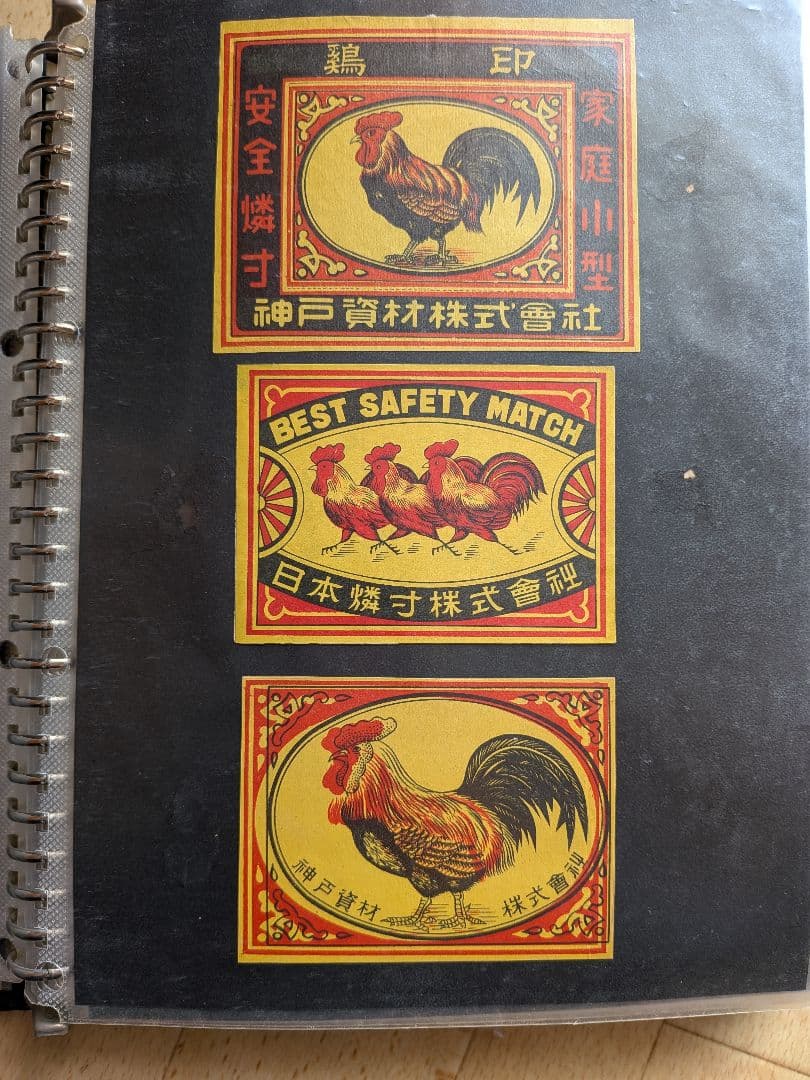 鶏印
安全燐寸
家庭小型
神戸資材株式會社
BEST SAFETY MATCH
日本燐寸株式會社
神戸資材 株式會社